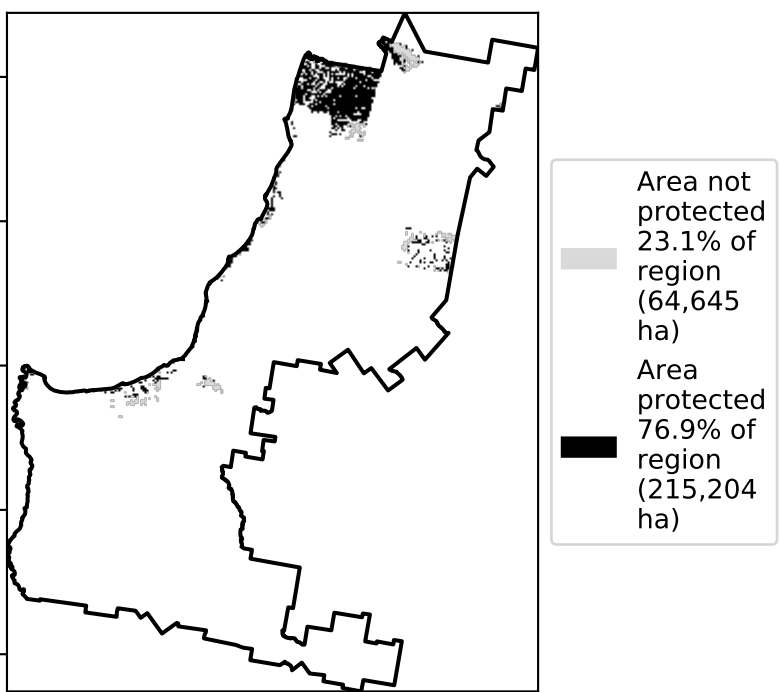 Area not
protected
23.1% of
region
(64,645
ha)
Area
protected
76.9% of
region
(215,204
ha)